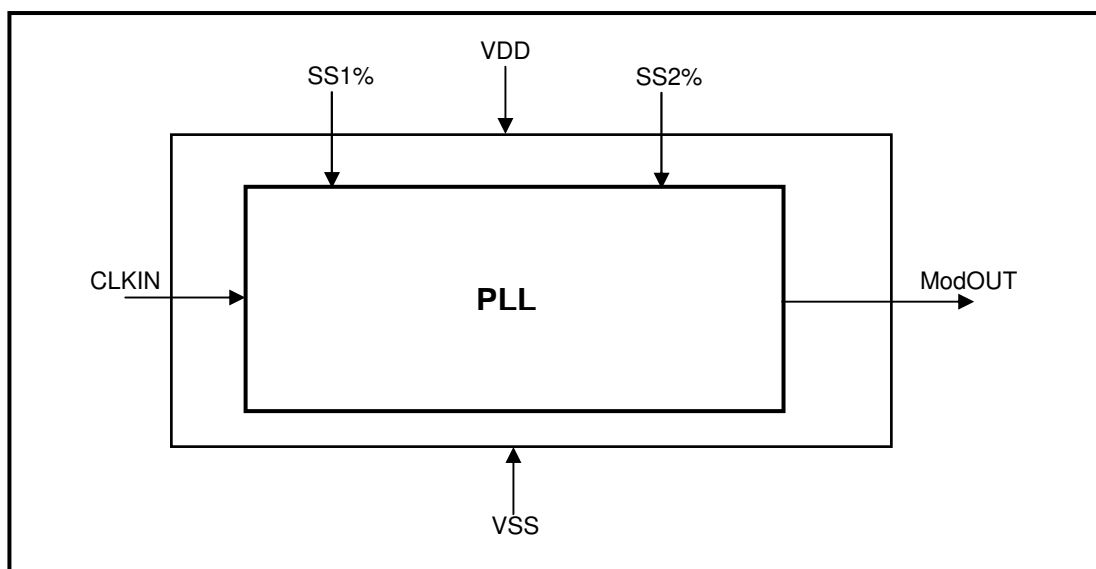 VDD
SS1%
SS2%
CLKIN
ModOUT
PLL
VSS